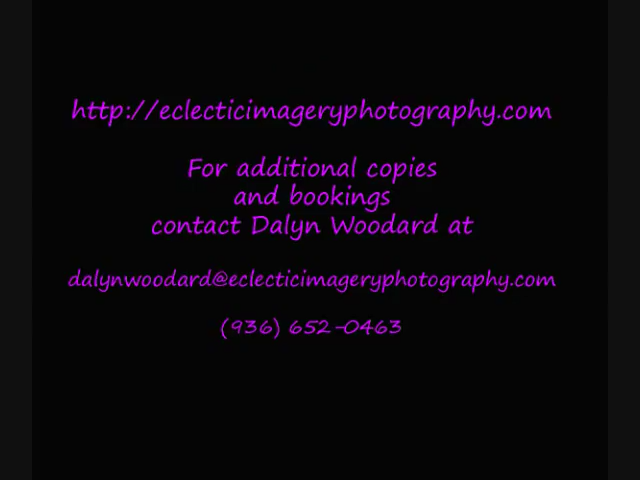 http://eclecticimageryphotography.com
For additional copies
and bookings
contact Dalyn Woodard at
dalynwoodard@eclecticimageryphotography.com
(936) 652-0463